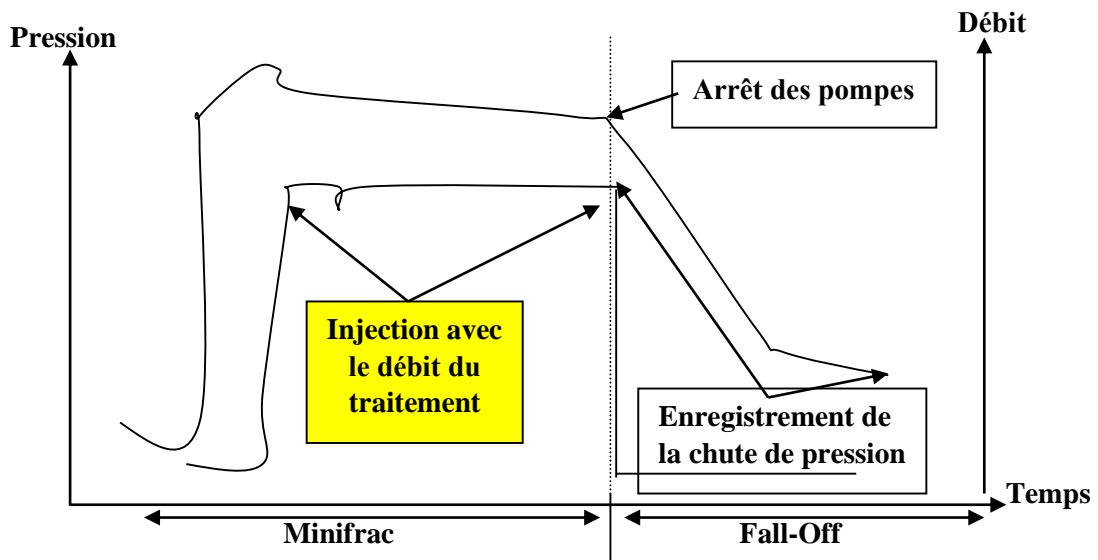 Pression
Débit
Arrêt des pompes
Injection avec
le débit du
traitement
Enregistrement de
la chute de pression
Temps
Minifrac
Fall-Off